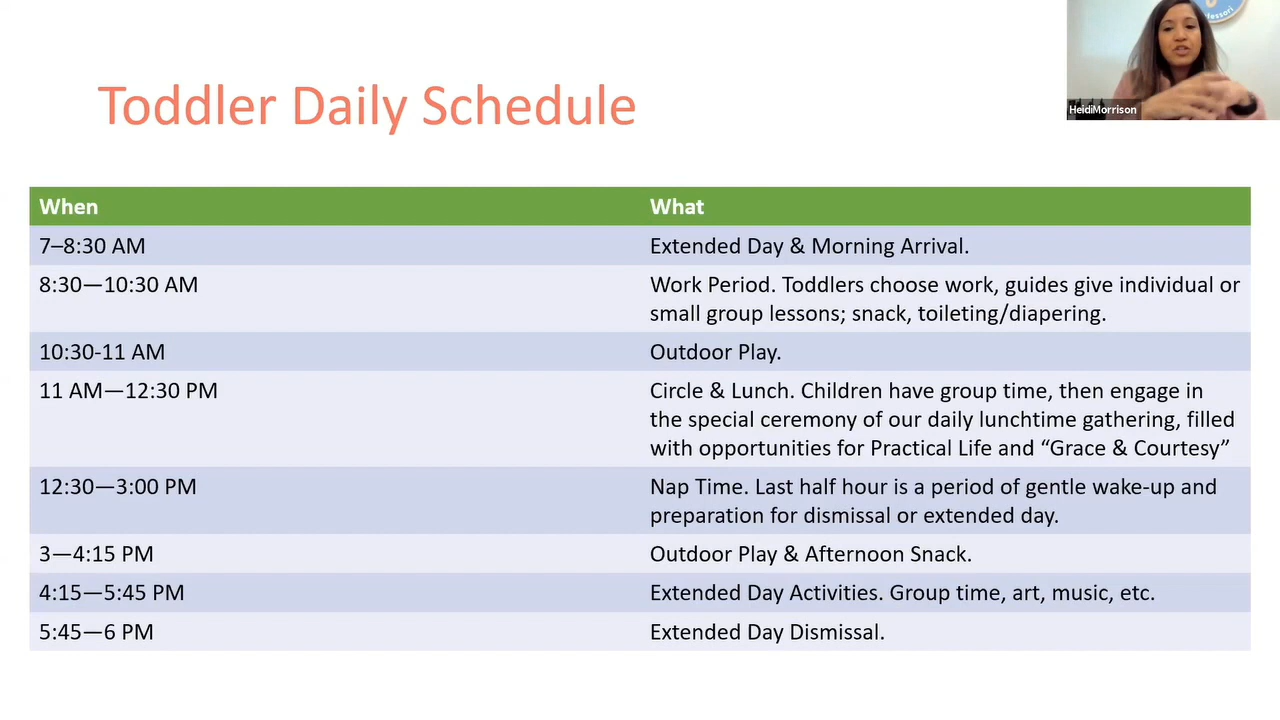 essori
HeidiMorrison
Toddler Daily Schedule
When What
7–8:30 AM Extended Day & Morning Arrival.
8:30—10:30 AM Work Period. Toddlers choose work, guides give individual or
small group lessons; snack, toileting/diapering.
10:30-11 AM Outdoor Play.
11 AM—12:30 PM Circle & Lunch. Children have group time, then engage in
the special ceremony of our daily lunchtime gathering, filled
with opportunities for Practical Life and “Grace & Courtesy”
12:30—3:00 PM Nap Time. Last half hour is a period of gentle wake-up and
preparation for dismissal or extended day.
3—4:15 PM Outdoor Play & Afternoon Snack.
4:15—5:45 PM Extended Day Activities. Group time, art, music, etc.
5:45—6 PM Extended Day Dismissal.